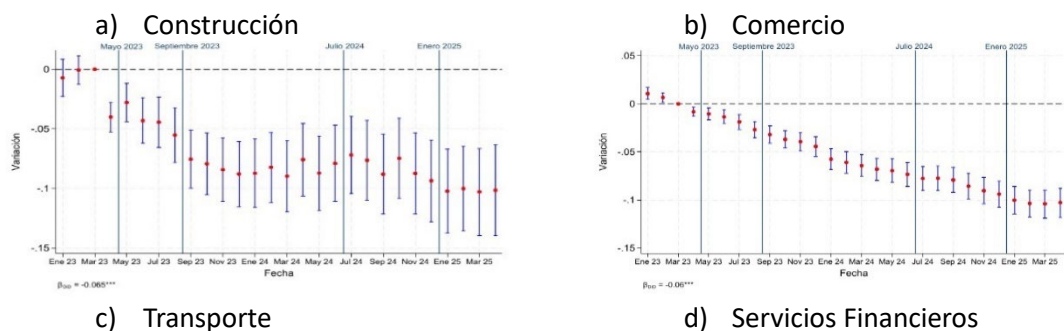 a) Construcción
b) Comercio
Mayo 2023 Septiembre 2023 Julio 2024 Enero 2025
0
-.05
-.1
-.15
Variación
Ene 23 Mar 23 May 23 Jul 23 Sep 23 Nov 23 Ene 24 Mar 24 May 24 Jul 24 Sep 24 Nov 24 Ene 25 Mar 25
Fecha
β_DD = -0.065***
Mayo 2023 Septiembre 2023 Julio 2024 Enero 2025
.05
0
-.05
-.1
-.15
Variación
Ene 23 Mar 23 May 23 Jul 23 Sep 23 Nov 23 Ene 24 Mar 24 May 24 Jul 24 Sep 24 Nov 24 Ene 25 Mar 25
Fecha
β_DD = -0.06***
c) Transporte
d) Servicios Financieros